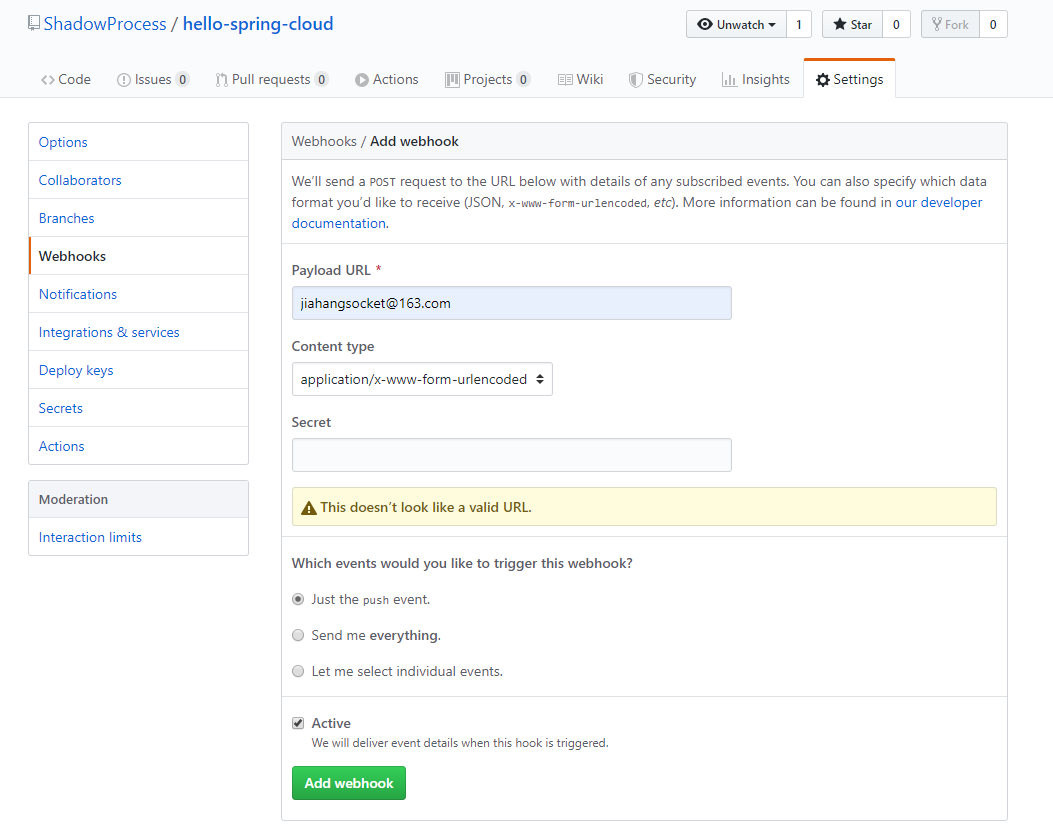 ShadowProcess / hello-spring-cloud
Unwatch 1 Star 0 Fork 0
Code Issues 0 Pull requests 0 Actions Projects 0 Wiki Security Insights Settings
Options
Collaborators
Branches
Webhooks
Notifications
Integrations & services
Deploy keys
Secrets
Actions
Moderation
Interaction limits
Webhooks / Add webhook
We’ll send a POST request to the URL below with details of any subscribed events. You can also specify which data
format you’d like to receive (JSON, x-www-form-urlencoded, etc). More information can be found in our developer
documentation.
Payload URL *
jiahangsocket@163.com
Content type
application/x-www-form-urlencoded
Secret
This doesn’t look like a valid URL.
Which events would you like to trigger this webhook?
Just the push event.
Send me everything.
Let me select individual events.
Active
We will deliver event details when this hook is triggered.
Add webhook